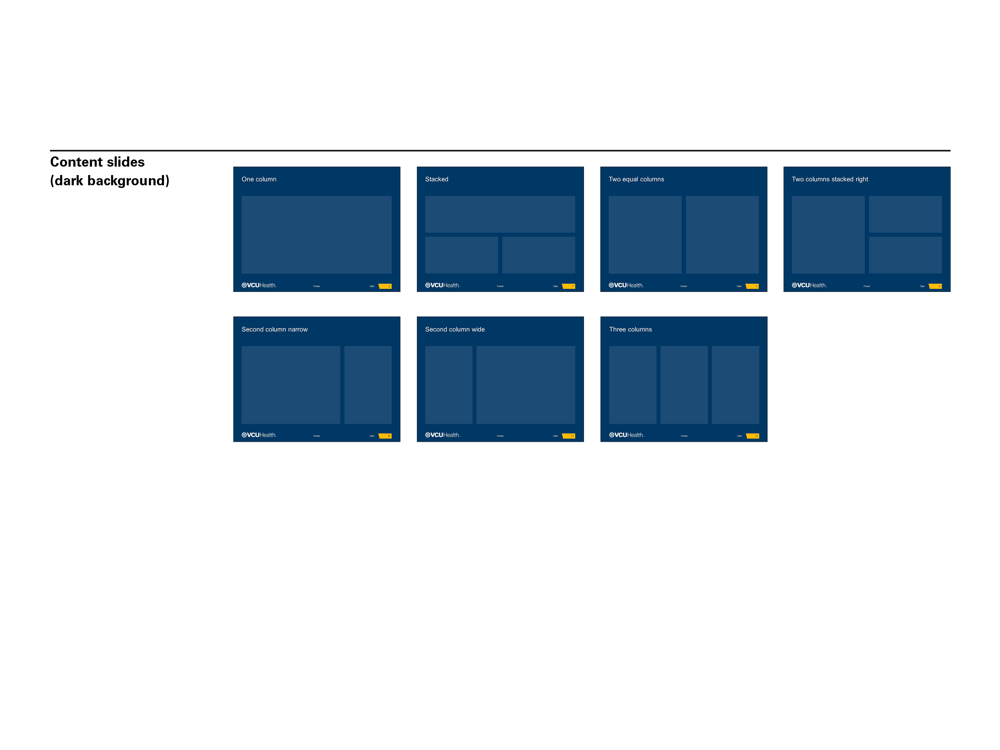 Content slides
(dark background)
One column
VCUHealth.
Footer
Date
6
Stacked
VCUHealth.
Footer
Date
7
Two equal columns
VCUHealth.
Footer
Date
9
Two columns stacked right
VCUHealth.
Footer
Date
8
Second column narrow
VCUHealth.
Footer
Date
10
Second column wide
VCUHealth.
Footer
Date
11
Three columns
VCUHealth.
Footer
Date
12